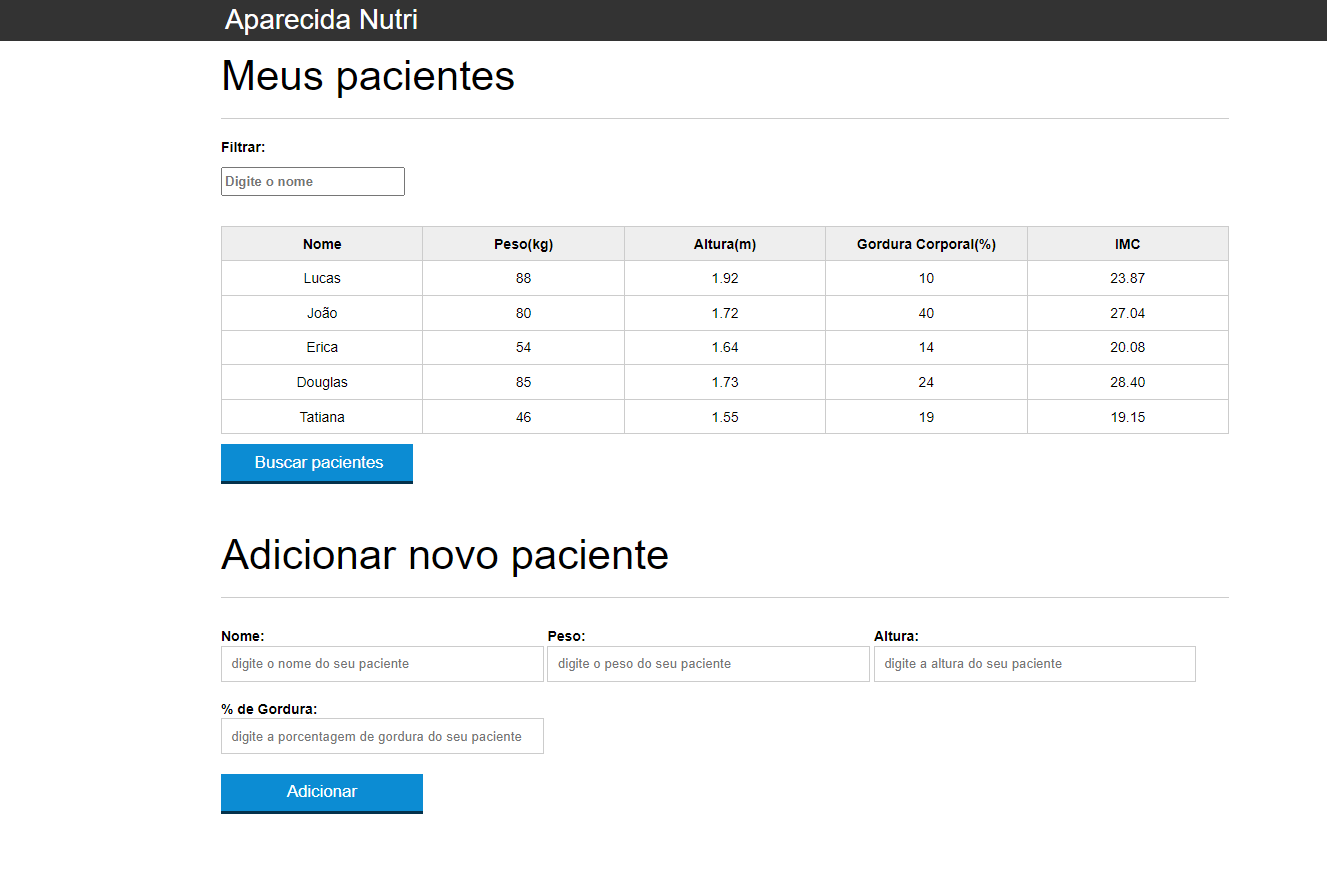 Aparecida Nutri
Meus pacientes
Filtrar:
Digite o nome
Nome Peso(kg) Altura(m) Gordura Corporal(%) IMC
Lucas 88 1.92 10 23.87
João 80 1.72 40 27.04
Erica 54 1.64 14 20.08
Douglas 85 1.73 24 28.40
Tatiana 46 1.55 19 19.15
Buscar pacientes
Adicionar novo paciente
Nome: Peso: Altura:
digite o nome do seu paciente digite o peso do seu paciente digite a altura do seu paciente
% de Gordura:
digite a porcentagem de gordura do seu paciente
Adicionar